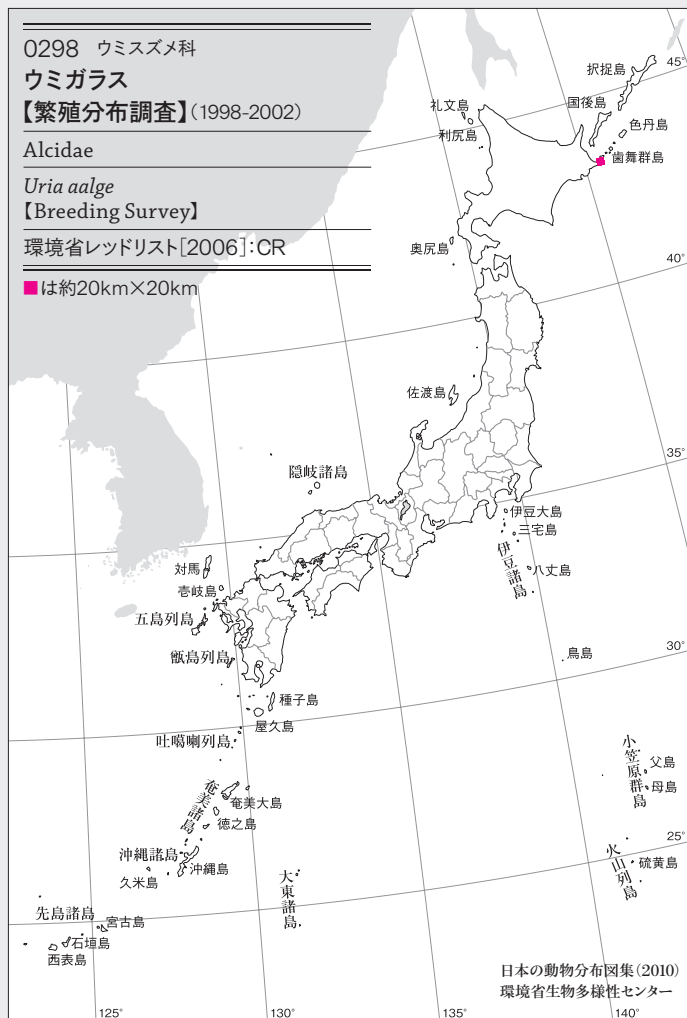 0298 ウミスズメ科
ウミガラス
【繁殖分布調査】(1998-2002)
Alcidae
Uria aalge
【Breeding Survey】
環境省レッドリスト[2006]:CR
■は約20km×20km
択捉島
45°
国後島
礼文島
色丹島
利尻島
歯舞群島
奥尻島
40°
佐渡島
35°
隠岐諸島
伊豆大島
三宅島
伊豆諸島
八丈島
対馬
壱岐島
五島列島
甑島列島
鳥島
30°
種子島
屋久島
吐噶喇列島
小笠原群島
父島
母島
奄美諸島
奄美大島
徳之島
25°
沖縄諸島
沖縄島
久米島
火山列島
硫黄島
大東諸島
先島諸島
宮古島
石垣島
西表島
日本の動物分布図集(2010)
環境省生物多様性センター
125°
130°
135°
140°